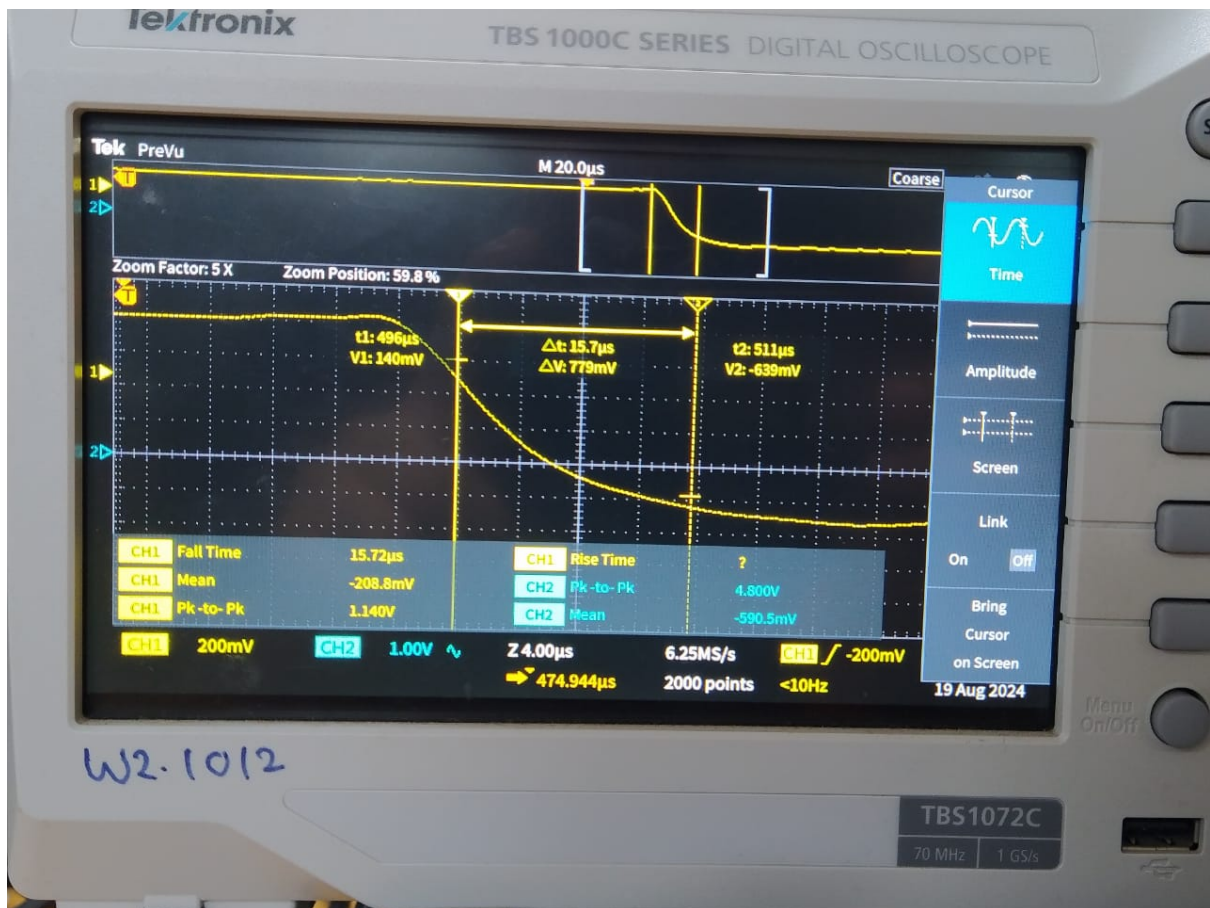 Tektronix
TBS 1000C SERIES DIGITAL OSCILLOSCOPE
Tek PreVu
M 20.0µs
Coarse
Cursor
T
1
2
Time
Zoom Factor: 5 X Zoom Position: 59.8 %
T
t1: 496µs
V1: 140mV
Δt: 15.7µs
ΔV: 779mV
t2: 511µs
V2: -639mV
1
Amplitude
2
Screen
Link
On Off
CH1 Fall Time 15.72µs CH1 Rise Time ?
CH1 Mean -208.8mV CH2 Pk-to-Pk 4.800V
CH1 Pk-to-Pk 1.140V CH2 Mean -590.5mV
Bring
Cursor
on Screen
CH1 200mV CH2 1.00V Z 4.00µs 6.25MS/s CH1 -200mV
474.944µs 2000 points <10Hz 19 Aug 2024
Menu
On/Off
W2.1012
TBS1072C
70 MHz 1 GS/s